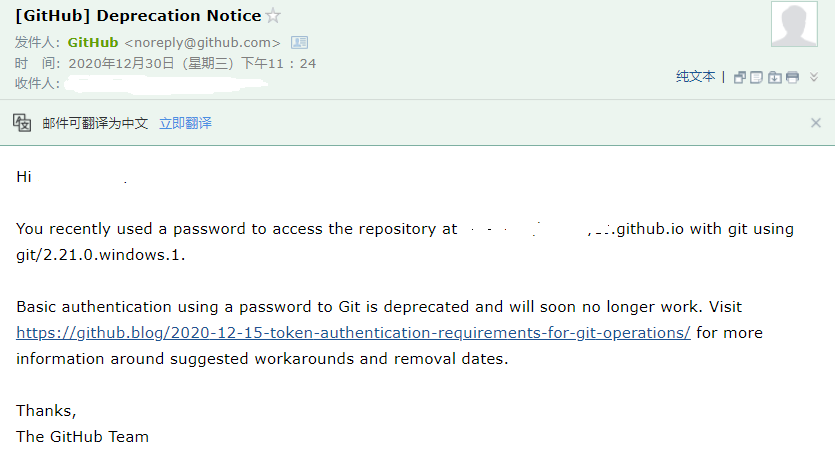 [GitHub] Deprecation Notice
发件人：GitHub <noreply@github.com>
时　间：2020年12月30日（星期三）下午11：24
收件人：
纯文本 |
邮件可翻译为中文 立即翻译
Hi
You recently used a password to access the repository at .github.io with git using
git/2.21.0.windows.1.
Basic authentication using a password to Git is deprecated and will soon no longer work. Visit
https://github.blog/2020-12-15-token-authentication-requirements-for-git-operations/ for more
information around suggested workarounds and removal dates.
Thanks,
The GitHub Team